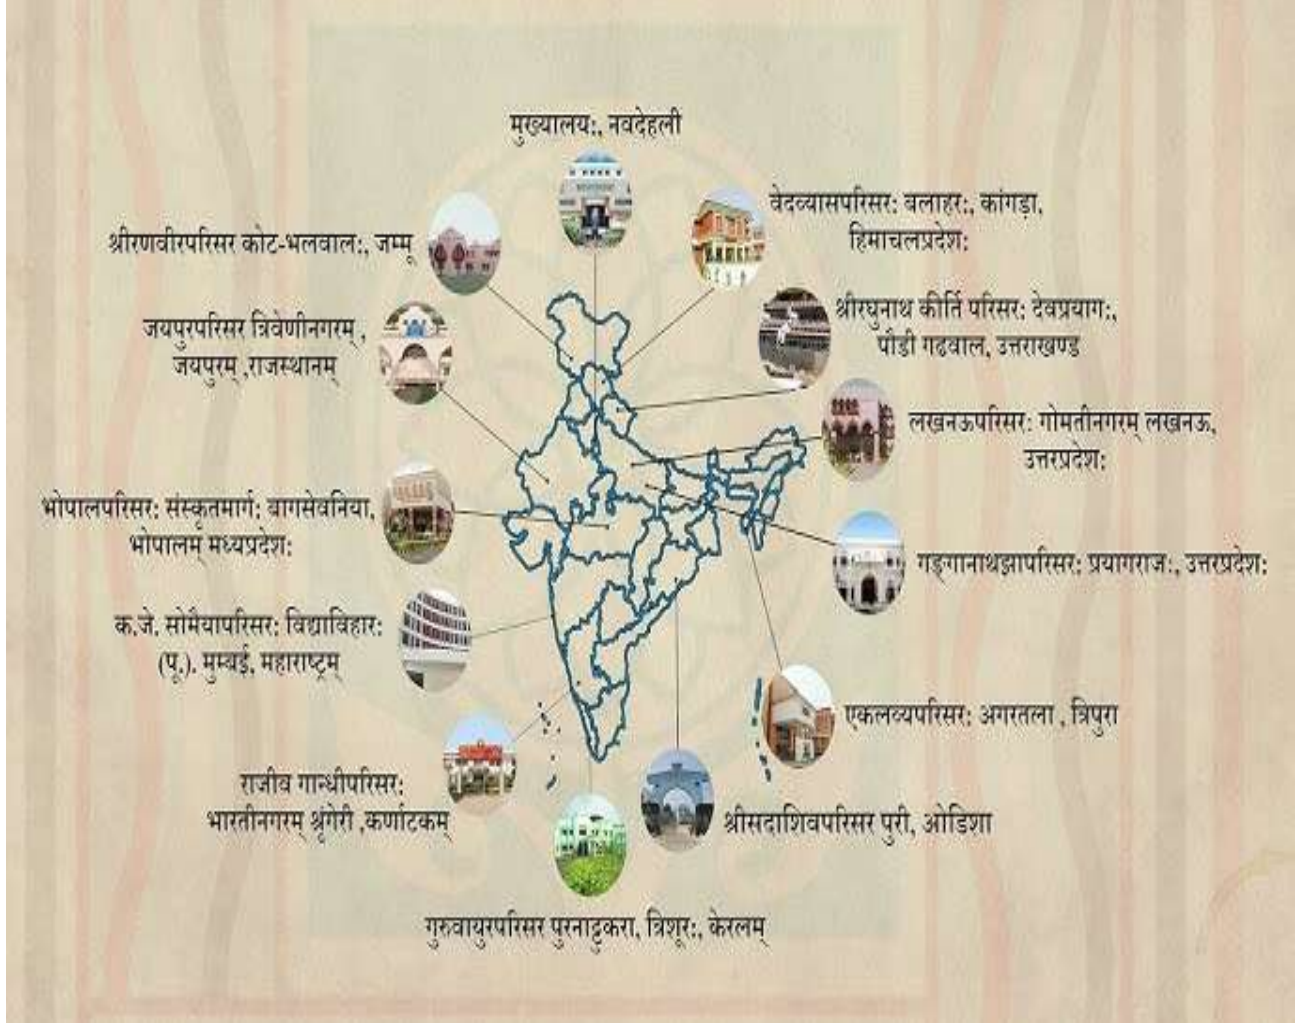 मुख्यालय:, नवदेहली
वेदव्यासपरिसर: बलाहर:, कांगड़ा,
हिमाचलप्रदेश:
श्रीरणवीरपरिसर कोट-भलवाल:, जम्मू
श्रीरघुनाथ कीर्ति परिसर: देवप्रयाग:,
पौडी गढवाल, उत्तराखण्ड
जयपुरपरिसर त्रिवेणीनगरम् ,
जयपुरम् ,राजस्थानम्
लखनऊपरिसर: गोमतीनगरम् लखनऊ,
उत्तरप्रदेश:
भोपालपरिसर: संस्कृतमार्ग: बागसेवनिया,
भोपालम् मध्यप्रदेश:
गङ्गानाथझापरिसर: प्रयागराज:, उत्तरप्रदेश:
क.जे. सोमैयापरिसर: विद्याविहार:
(पू.). मुम्बई, महाराष्ट्रम्
एकलव्यपरिसर: अगरतला , त्रिपुरा
राजीव गान्धीपरिसर:
भारतीनगरम् श्रृंगेरी ,कर्णाटकम्
श्रीसदाशिवपरिसर पुरी, ओडिशा
गुरुवायुरपरिसर पुरनाट्टुकरा, त्रिशूर:, केरलम्